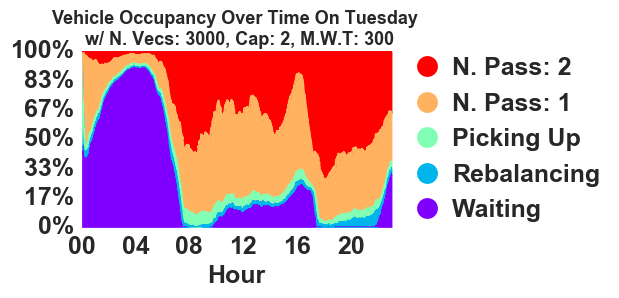 Vehicle Occupancy Over Time On Tuesday
w/ N. Vecs: 3000, Cap: 2, M.W.T: 300
100%
83%
67%
50%
33%
17%
0%
00 04 08 12 16 20
Hour
N. Pass: 2
N. Pass: 1
Picking Up
Rebalancing
Waiting